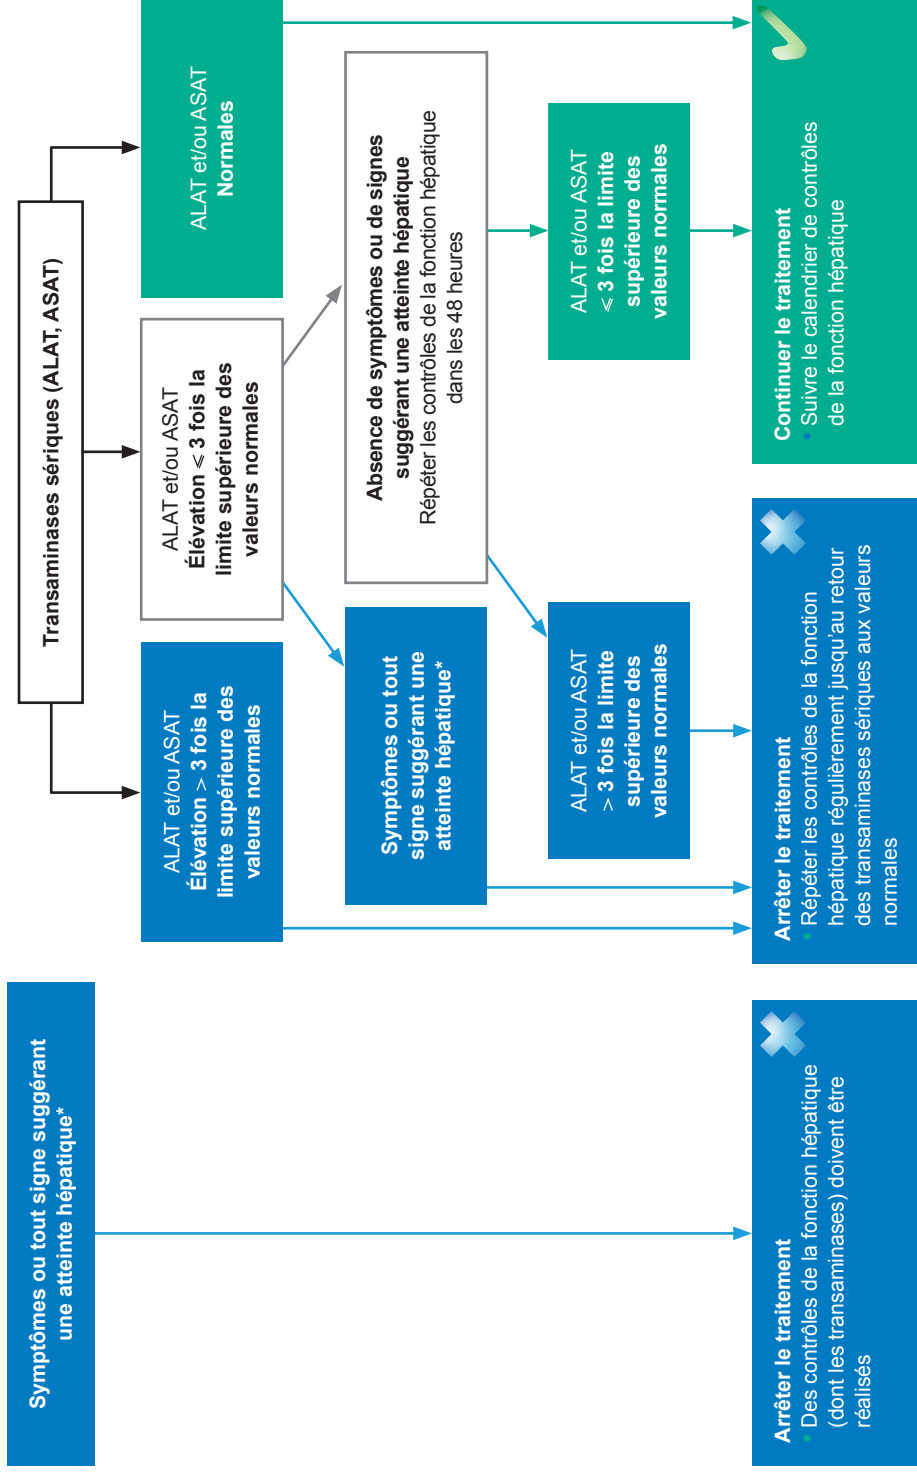 Symptômes ou tout signe suggérant
une atteinte hépatique*
Transaminases sériques (ALAT, ASAT)
ALAT et/ou ASAT
Élévation > 3 fois la
limite supérieure des
valeurs normales
ALAT et/ou ASAT
Élévation ⩽ 3 fois la
limite supérieure des
valeurs normales
ALAT et/ou ASAT
Normales
Symptômes ou tout
signe suggérant une
atteinte hépatique*
Absence de symptômes ou de signes
suggérant une atteinte hépatique
Répéter les contrôles de la fonction hépatique
dans les 48 heures
ALAT et/ou ASAT
> 3 fois la limite
supérieure des
valeurs normales
ALAT et/ou ASAT
⩽ 3 fois la limite
supérieure des
valeurs normales
Arrêter le traitement
• Des contrôles de la fonction hépatique
(dont les transaminases) doivent être
réalisés
Arrêter le traitement
• Répéter les contrôles de la fonction
hépatique régulièrement jusqu'au retour
des transaminases sériques aux valeurs
normales
Continuer le traitement
• Suivre le calendrier de contrôles
de la fonction hépatique